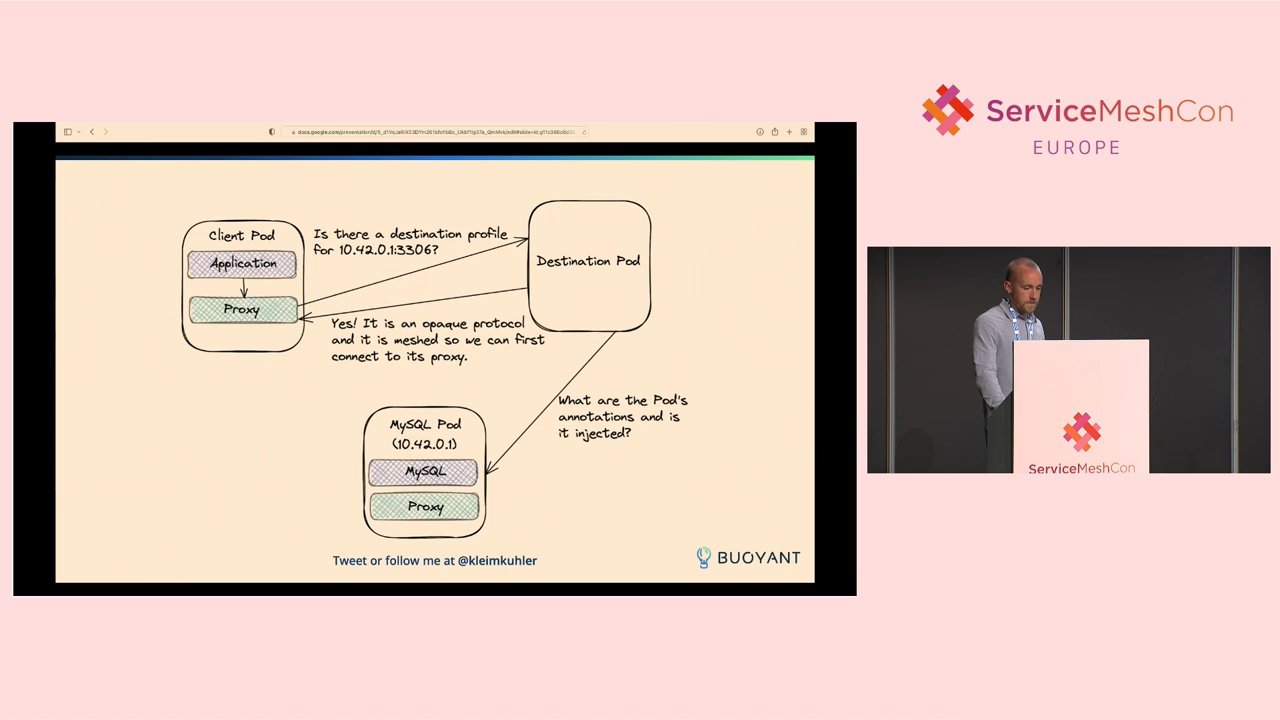 ServiceMeshCon
EUROPE
Client Pod
Application
Proxy
Is there a destination profile
for 10.42.0.1:3306?
Destination Pod
Yes! It is an opaque protocol
and it is meshed so we can first
connect to its proxy.
What are the Pod's
annotations and is
it injected?
MySQL Pod
(10.42.0.1)
MySQL
Proxy
Tweet or follow me at @kleimkuhler
BUOYANT
ServiceMeshCon